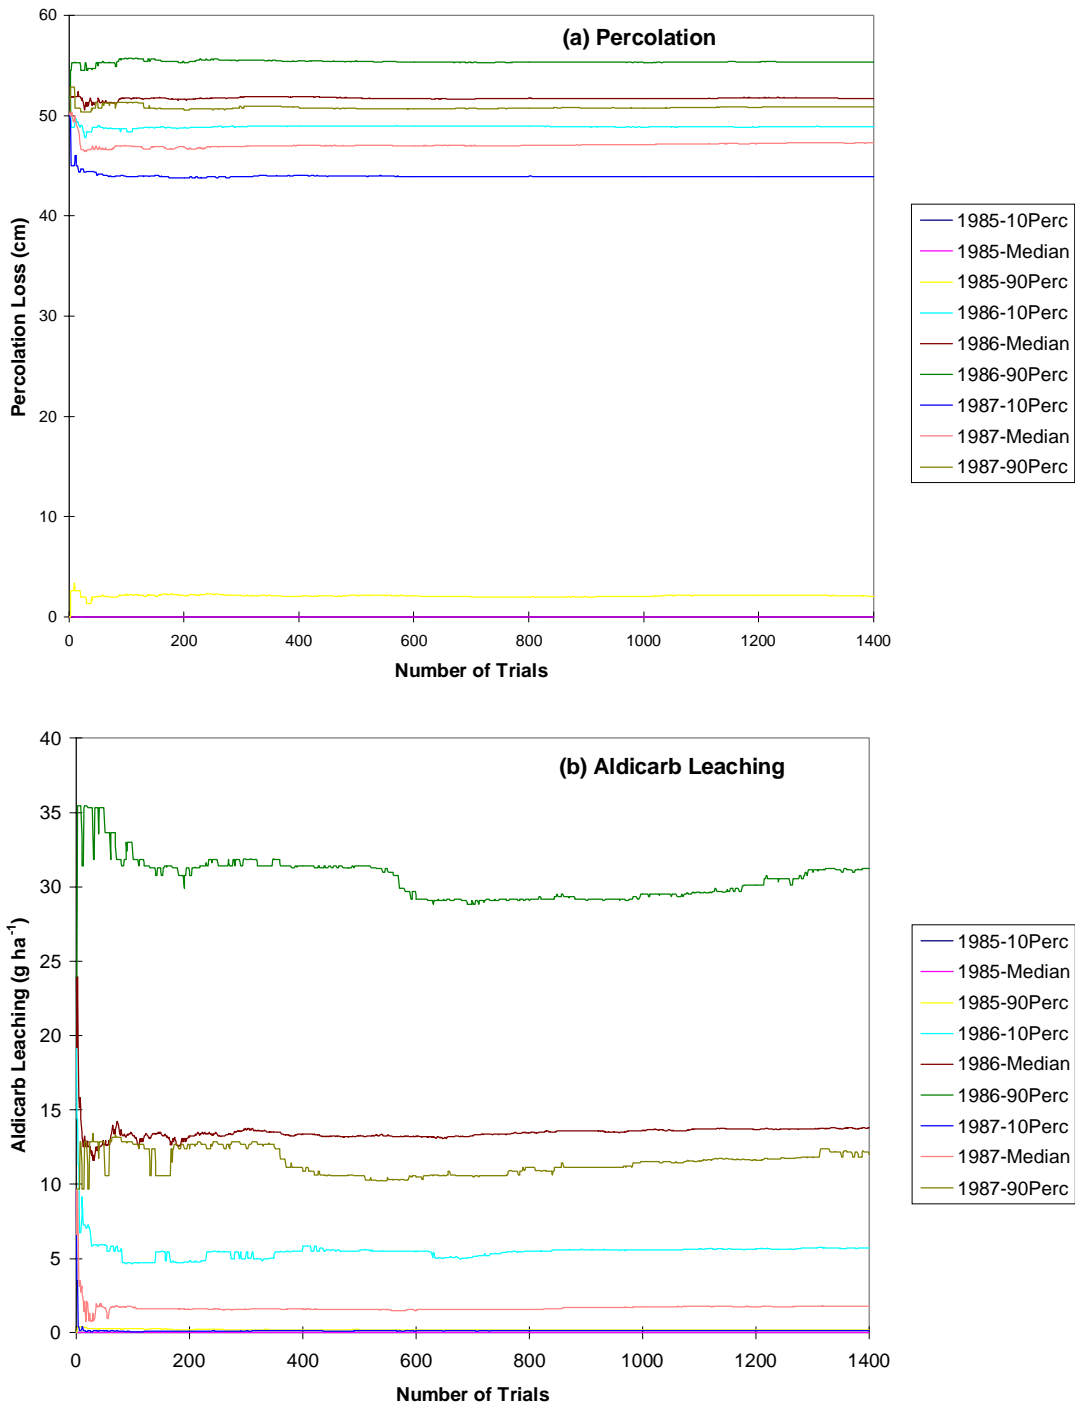 (a) Percolation
60
50
40
30
20
10
0
Percolation Loss (cm)
0 200 400 600 800 1000 1200 1400
Number of Trials
1985-10Perc
1985-Median
1985-90Perc
1986-10Perc
1986-Median
1986-90Perc
1987-10Perc
1987-Median
1987-90Perc
(b) Aldicarb Leaching
40
35
30
25
20
15
10
5
0
Aldicarb Leaching (g ha⁻¹)
0 200 400 600 800 1000 1200 1400
Number of Trials
1985-10Perc
1985-Median
1985-90Perc
1986-10Perc
1986-Median
1986-90Perc
1987-10Perc
1987-Median
1987-90Perc